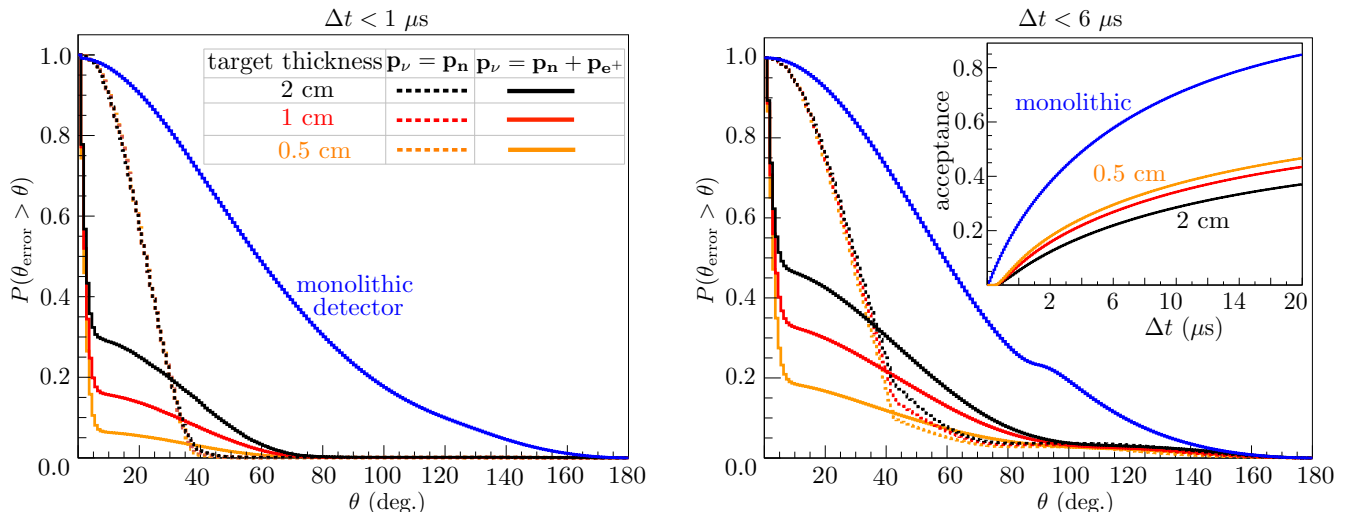 Δt < 1 μs
target thickness p_ν = p_n p_ν = p_n + p_e⁺
2 cm
1 cm
0.5 cm
monolithic
detector
P(θ_error > θ)
1.0
0.8
0.6
0.4
0.2
0.0
20 40 60 80 100 120 140 160 180
θ (deg.)
Δt < 6 μs
monolithic
0.5 cm
2 cm
acceptance
0.8
0.6
0.4
0.2
2 6 10 14 20
Δt (μs)
P(θ_error > θ)
1.0
0.8
0.6
0.4
0.2
0.0
20 40 60 80 100 120 140 160 180
θ (deg.)